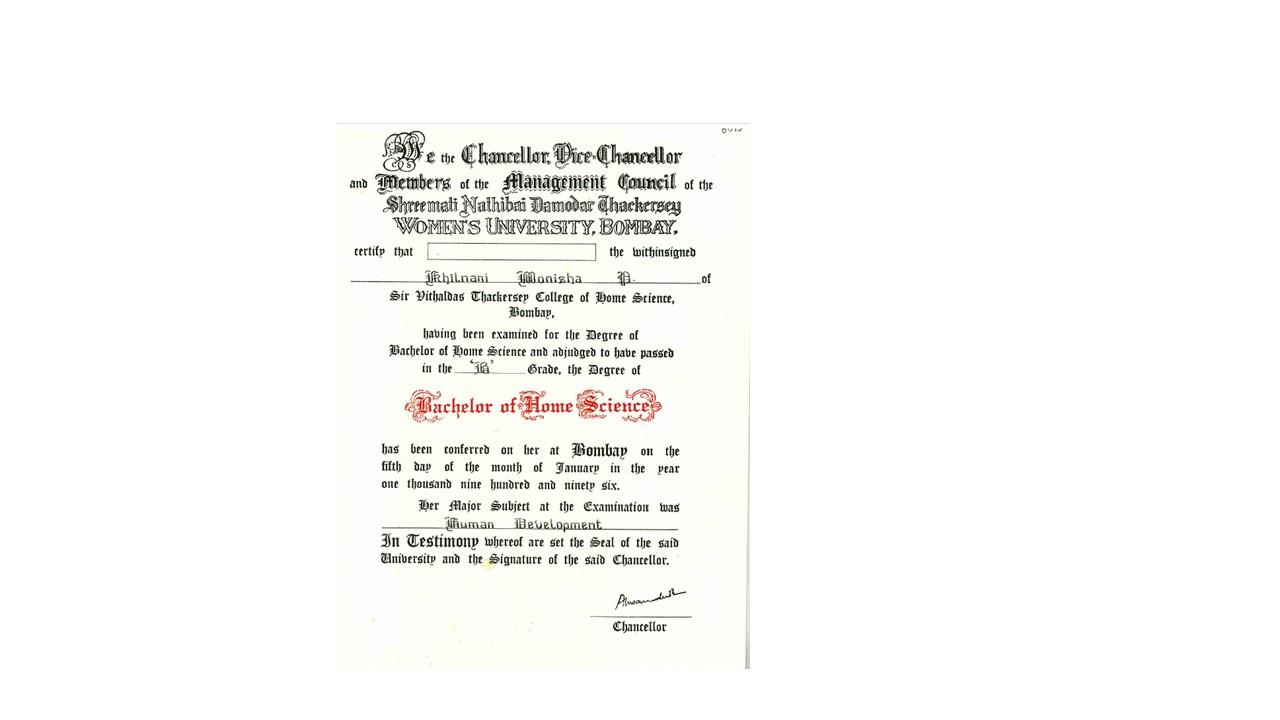 We the Chancellor, Vice-Chancellor
and Members of the Management Council of the
Shreemati Nathibai Damodar Thackersey
WOMEN'S UNIVERSITY, BOMBAY,
certify that the withinsigned
Khilnani Monisha P. of
Sir Vithaldas Thackersey College of Home Science,
Bombay,
having been examined for the Degree of
Bachelor of Home Science and adjudged to have passed
in the 'B' Grade, the Degree of
Bachelor of Home Science
has been conferred on her at Bombay on the
fifth day of the month of January in the year
one thousand nine hundred and ninety six.
Her Major Subject at the Examination was
Human Development
In Testimony whereof are set the Seal of the said
University and the Signature of the said Chancellor.
Chancellor